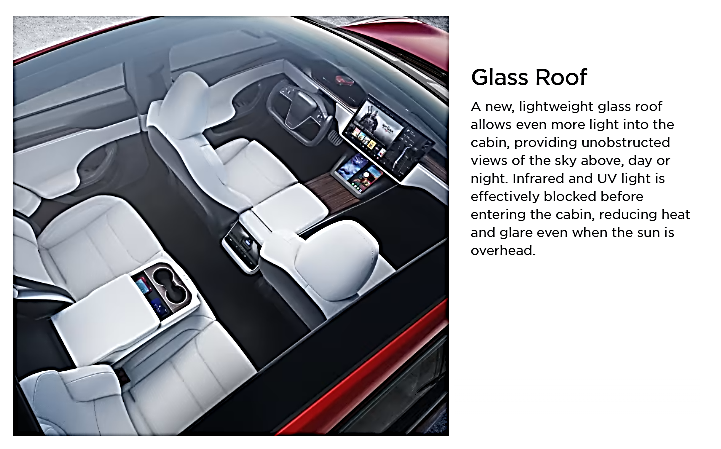 Glass Roof
A new, lightweight glass roof
allows even more light into the
cabin, providing unobstructed
views of the sky above, day or
night. Infrared and UV light is
effectively blocked before
entering the cabin, reducing heat
and glare even when the sun is
overhead.